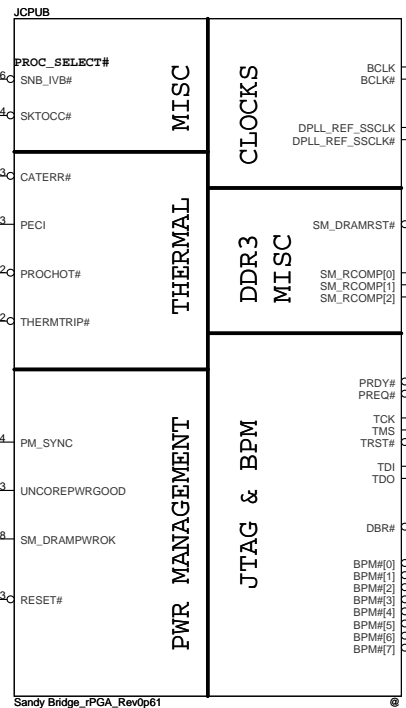 JCPUB
PROC_SELECT#
SNB_IVB#
SKTOCC#
MISC
CATERR#
PECI
PROCHOT#
THERMTRIP#
THERMAL
PM_SYNC
UNCOREPWRGOOD
SM_DRAMPWROK
RESET#
PWR MANAGEMENT
CLOCKS
BCLK
BCLK#
DPLL_REF_SSCLK
DPLL_REF_SSCLK#
DDR3
MISC
SM_DRAMRST#
SM_RCOMP[0]
SM_RCOMP[1]
SM_RCOMP[2]
JTAG & BPM
PRDY#
PREQ#
TCK
TMS
TRST#
TDI
TDO
DBR#
BPM#[0]
BPM#[1]
BPM#[2]
BPM#[3]
BPM#[4]
BPM#[5]
BPM#[6]
BPM#[7]
Sandy Bridge_rPGA_Rev0p61
@